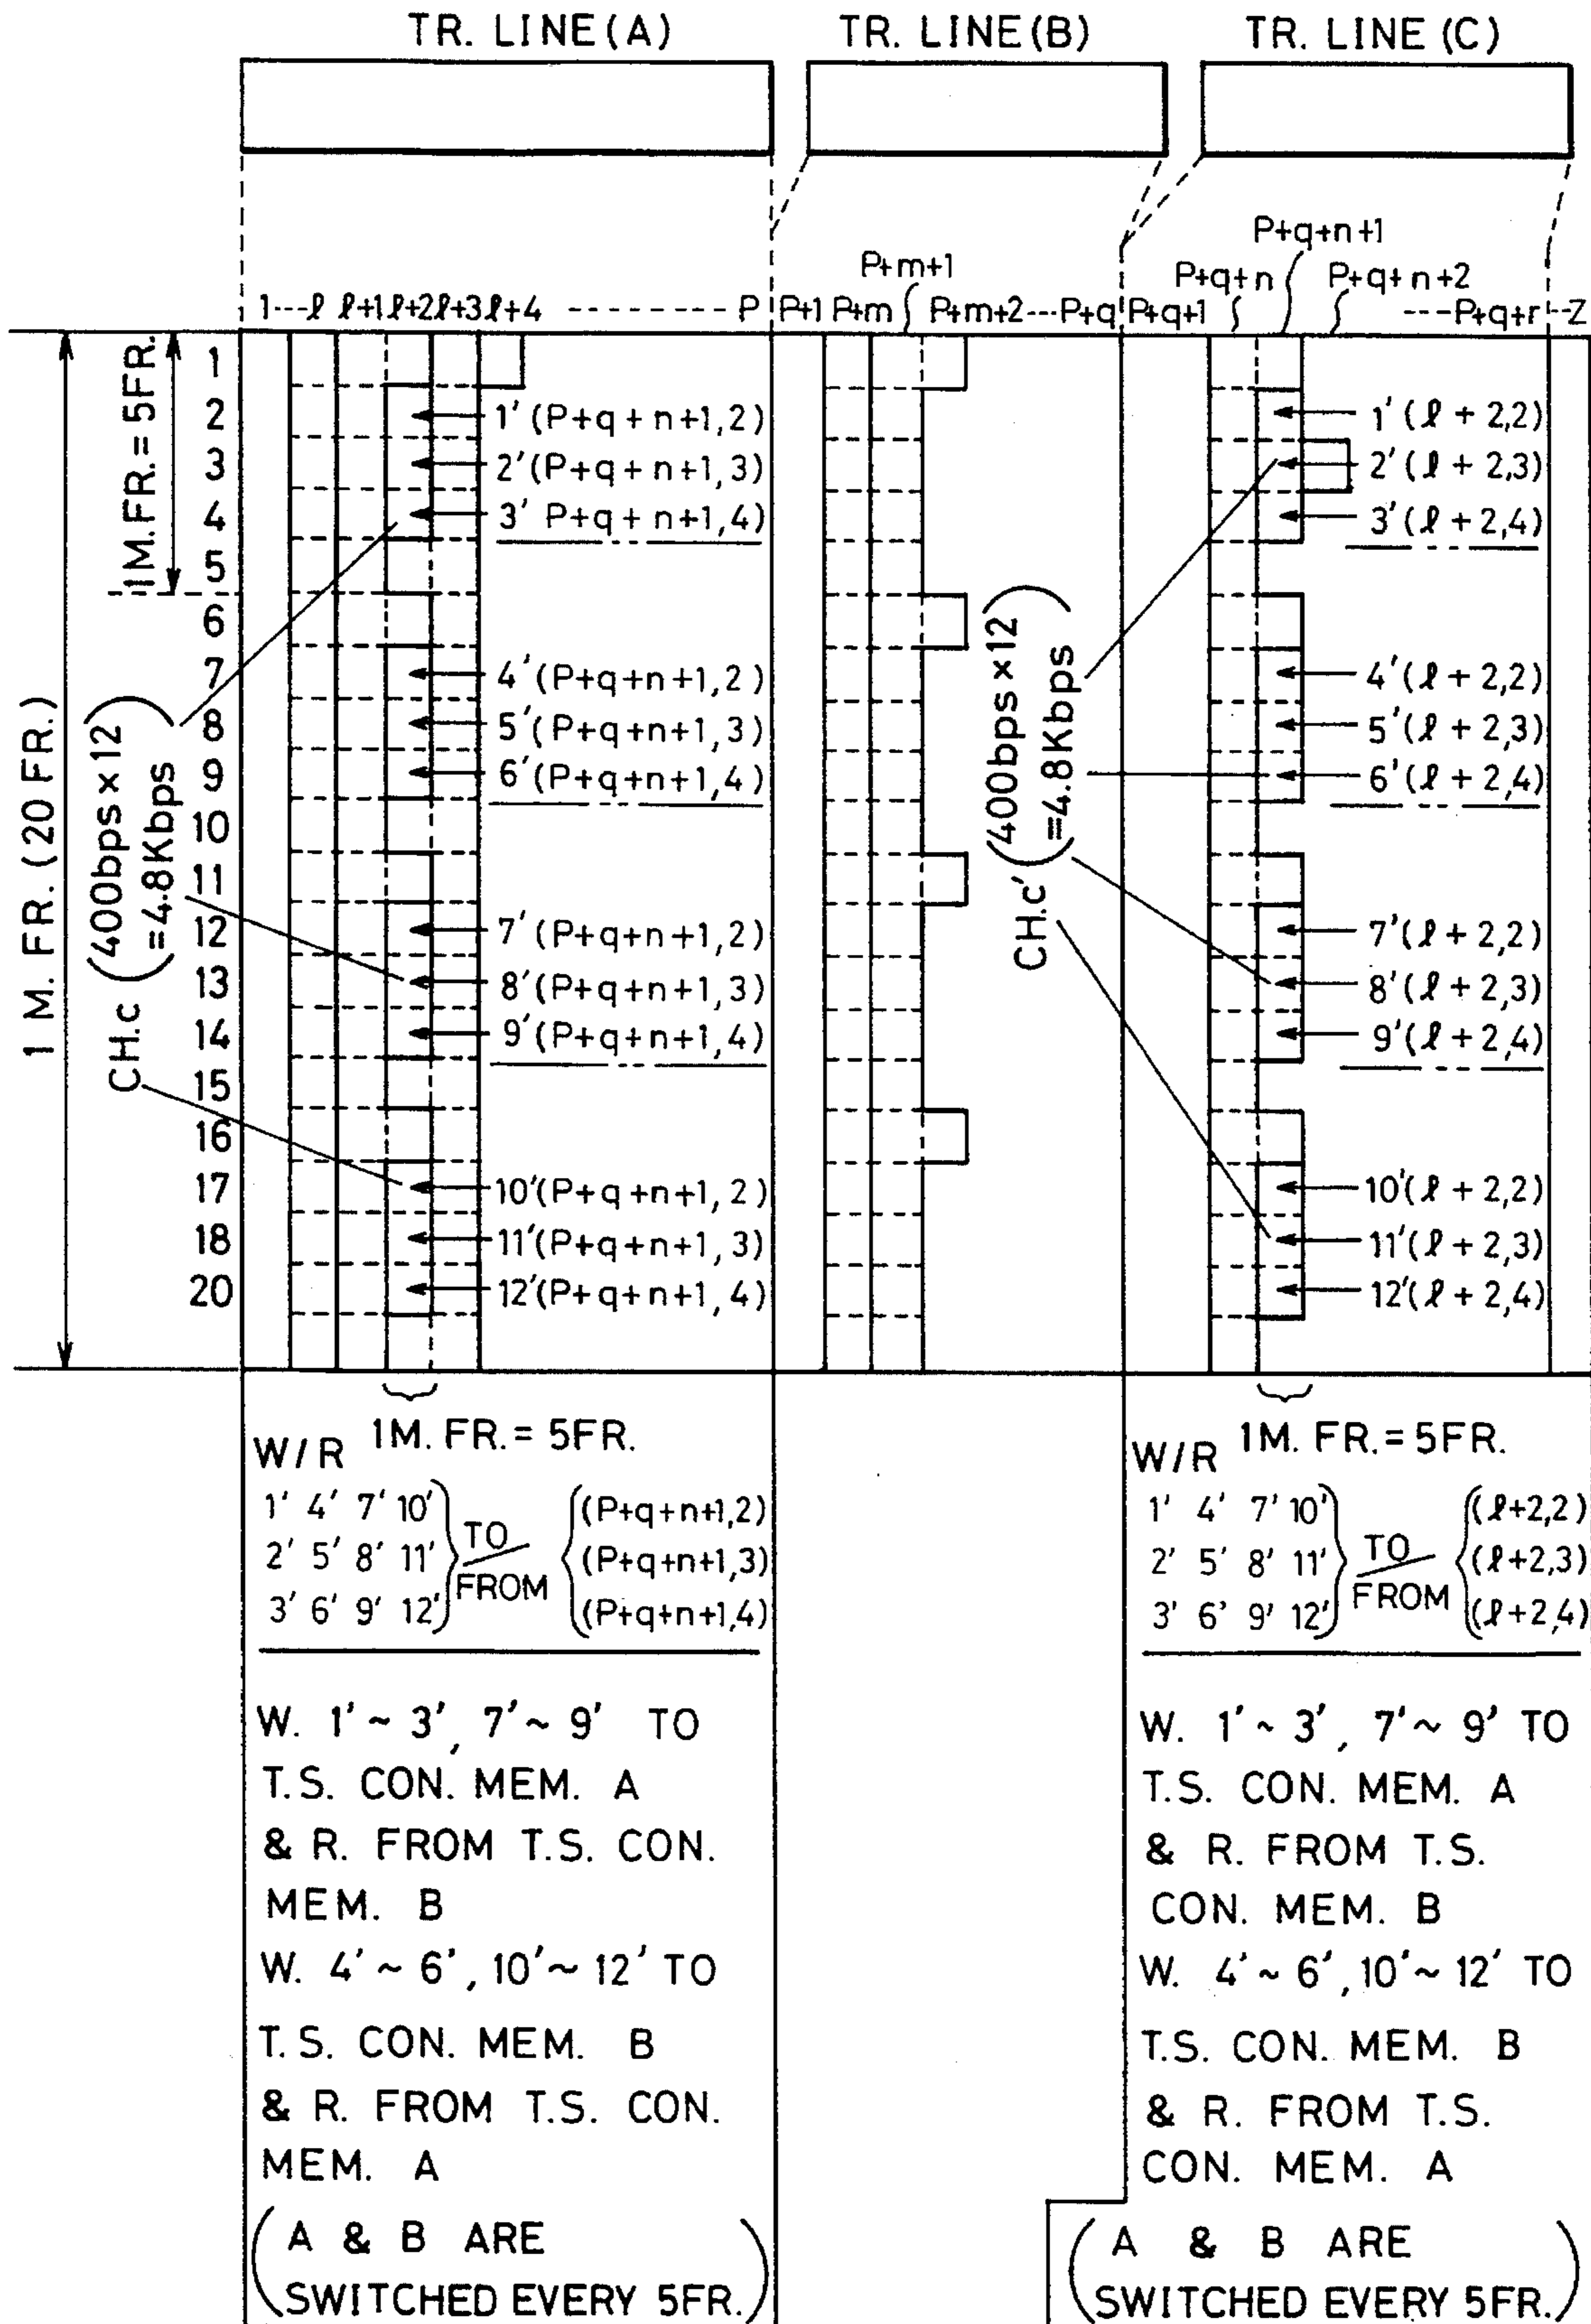 TR. LINE (A) TR. LINE (B) TR. LINE (C)
P+q+n+1
P+m+1 P+q+n P+q+n+2
1---ℓ ℓ+1 ℓ+2 ℓ+3 ℓ+4 -------- P P+1 P+m P+m+2---P+q P+q+1 ---P+q+r --Z
1 M. FR. (20 FR.)
1M.FR.= 5FR.
CH.c (400bps×12
=4.8Kbps)
CH.c' (400bps×12
=4.8Kbps)
1
2 1' (P+q+n+1,2) 1' (ℓ+2,2)
3 2' (P+q+n+1,3) 2' (ℓ+2,3)
4 3' P+q+n+1,4) 3' (ℓ+2,4)
5
6
7 4' (P+q+n+1,2) 4' (ℓ+2,2)
8 5' (P+q+n+1,3) 5' (ℓ+2,3)
9 6' (P+q+n+1,4) 6' (ℓ+2,4)
10
11
12 7' (P+q+n+1,2) 7' (ℓ+2,2)
13 8' (P+q+n+1,3) 8' (ℓ+2,3)
14 9' (P+q+n+1,4) 9' (ℓ+2,4)
15
16
17 10' (P+q+n+1,2) 10' (ℓ+2,2)
18 11' (P+q+n+1,3) 11' (ℓ+2,3)
20 12' (P+q+n+1,4) 12' (ℓ+2,4)
W/R 1M. FR.= 5FR.
1' 4' 7' 10' (P+q+n+1,2)
2' 5' 8' 11' TO/FROM (P+q+n+1,3)
3' 6' 9' 12' (P+q+n+1,4)
W. 1' ~ 3', 7' ~ 9' TO
T.S. CON. MEM. A
& R. FROM T.S. CON.
MEM. B
W. 4' ~ 6', 10' ~ 12' TO
T.S. CON. MEM. B
& R. FROM T.S. CON.
MEM. A
(A & B ARE
SWITCHED EVERY 5FR.)
W/R 1M. FR.= 5FR.
1' 4' 7' 10' (ℓ+2,2)
2' 5' 8' 11' TO/FROM (ℓ+2,3)
3' 6' 9' 12' (ℓ+2,4)
W. 1' ~ 3', 7' ~ 9' TO
T.S. CON. MEM. A
& R. FROM T.S.
CON. MEM. B
W. 4' ~ 6', 10' ~ 12' TO
T.S. CON. MEM. B
& R. FROM T.S.
CON. MEM. A
(A & B ARE
SWITCHED EVERY 5FR.)